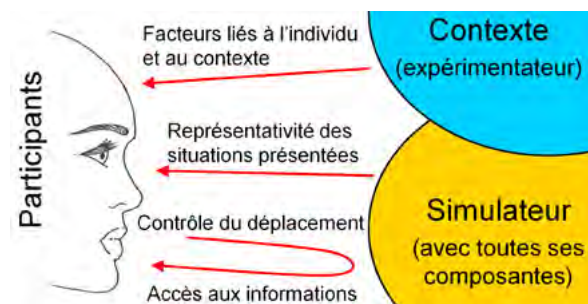 Participants
Facteurs liés à l'individu
et au contexte
Contexte
(expérimentateur)
Représentativité des
situations présentées
Contrôle du déplacement
Accès aux informations
Simulateur
(avec toutes ses
composantes)